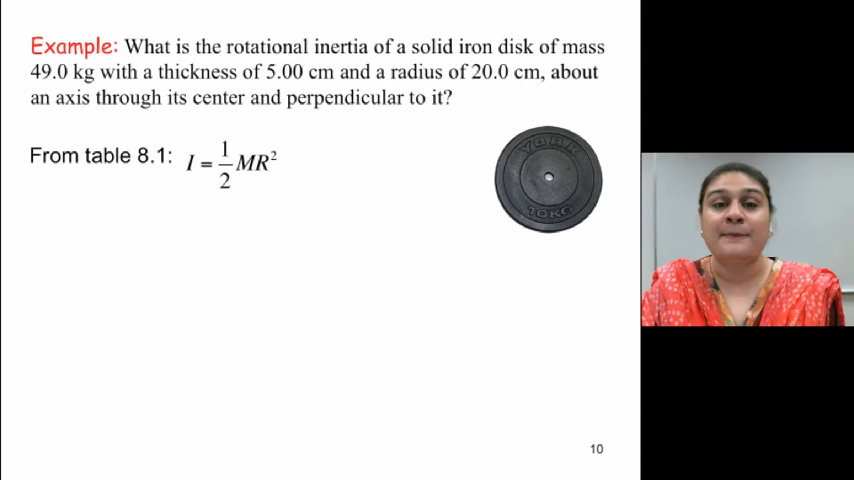 Example: What is the rotational inertia of a solid iron disk of mass
49.0 kg with a thickness of 5.00 cm and a radius of 20.0 cm, about
an axis through its center and perpendicular to it?
From table 8.1: I = 1/2 MR²
YORK
10KG
10